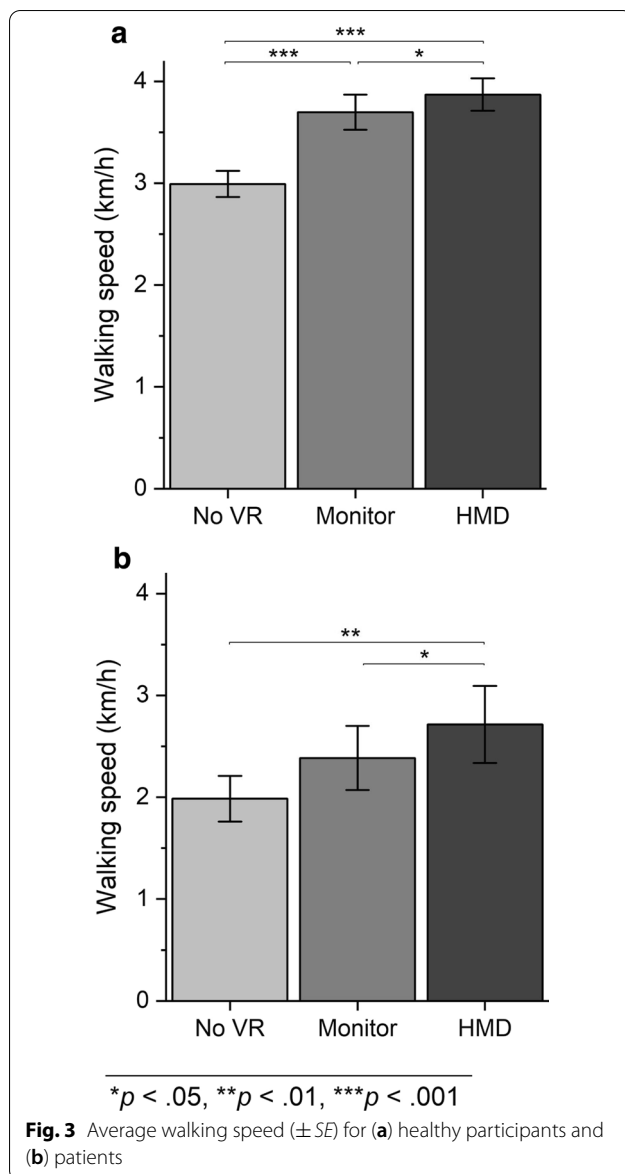 a
***
*** *
Walking speed (km/h)
4
3
2
1
0
No VR Monitor HMD
b
**
*
Walking speed (km/h)
4
3
2
1
0
No VR Monitor HMD
*p < .05, **p < .01, ***p < .001
Fig. 3 Average walking speed (± SE) for (a) healthy participants and
(b) patients